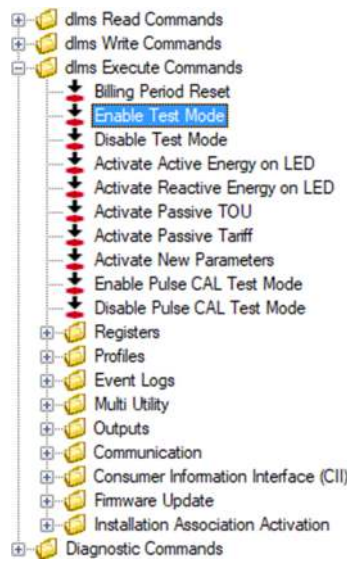 dlms Read Commands
dlms Write Commands
dlms Execute Commands
Billing Period Reset
Enable Test Mode
Disable Test Mode
Activate Active Energy on LED
Activate Reactive Energy on LED
Activate Passive TOU
Activate Passive Tariff
Activate New Parameters
Enable Pulse CAL Test Mode
Disable Pulse CAL Test Mode
Registers
Profiles
Event Logs
Multi Utility
Outputs
Communication
Consumer Information Interface (CII)
Firmware Update
Installation Association Activation
Diagnostic Commands